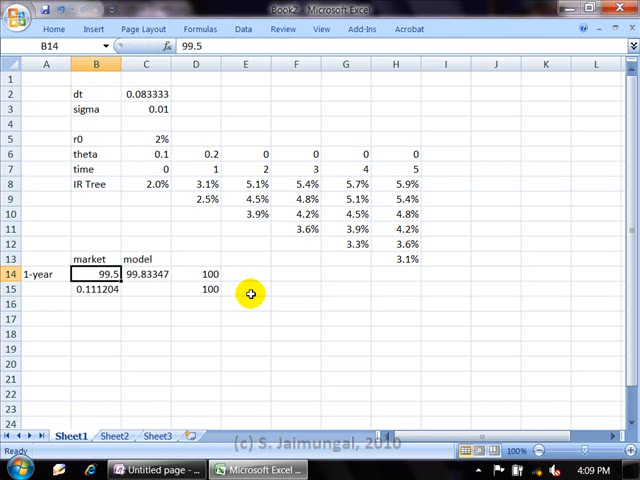 Book2 - Microsoft Excel
Home Insert Page Layout Formulas Data Review View Add-Ins Acrobat
B14 fx 99.5
A B C D E F G H I J K L
1
2 dt 0.083333
3 sigma 0.01
4
5 r0 2%
6 theta 0.1 0.2 0 0 0 0
7 time 0 1 2 3 4 5
8 IR Tree 2.0% 3.1% 5.1% 5.4% 5.7% 5.9%
9 2.5% 4.5% 4.8% 5.1% 5.4%
10 3.9% 4.2% 4.5% 4.8%
11 3.6% 3.9% 4.2%
12 3.3% 3.6%
13 market model 3.1%
14 1-year 99.5 99.83347 100
15 0.111204 100
16
17
18
19
20
21
22
23
24
Sheet1 Sheet2 Sheet3
Ready 100%
(c) S. Jaimungal, 2010
Untitled page - ... Microsoft Excel ... 4:09 PM